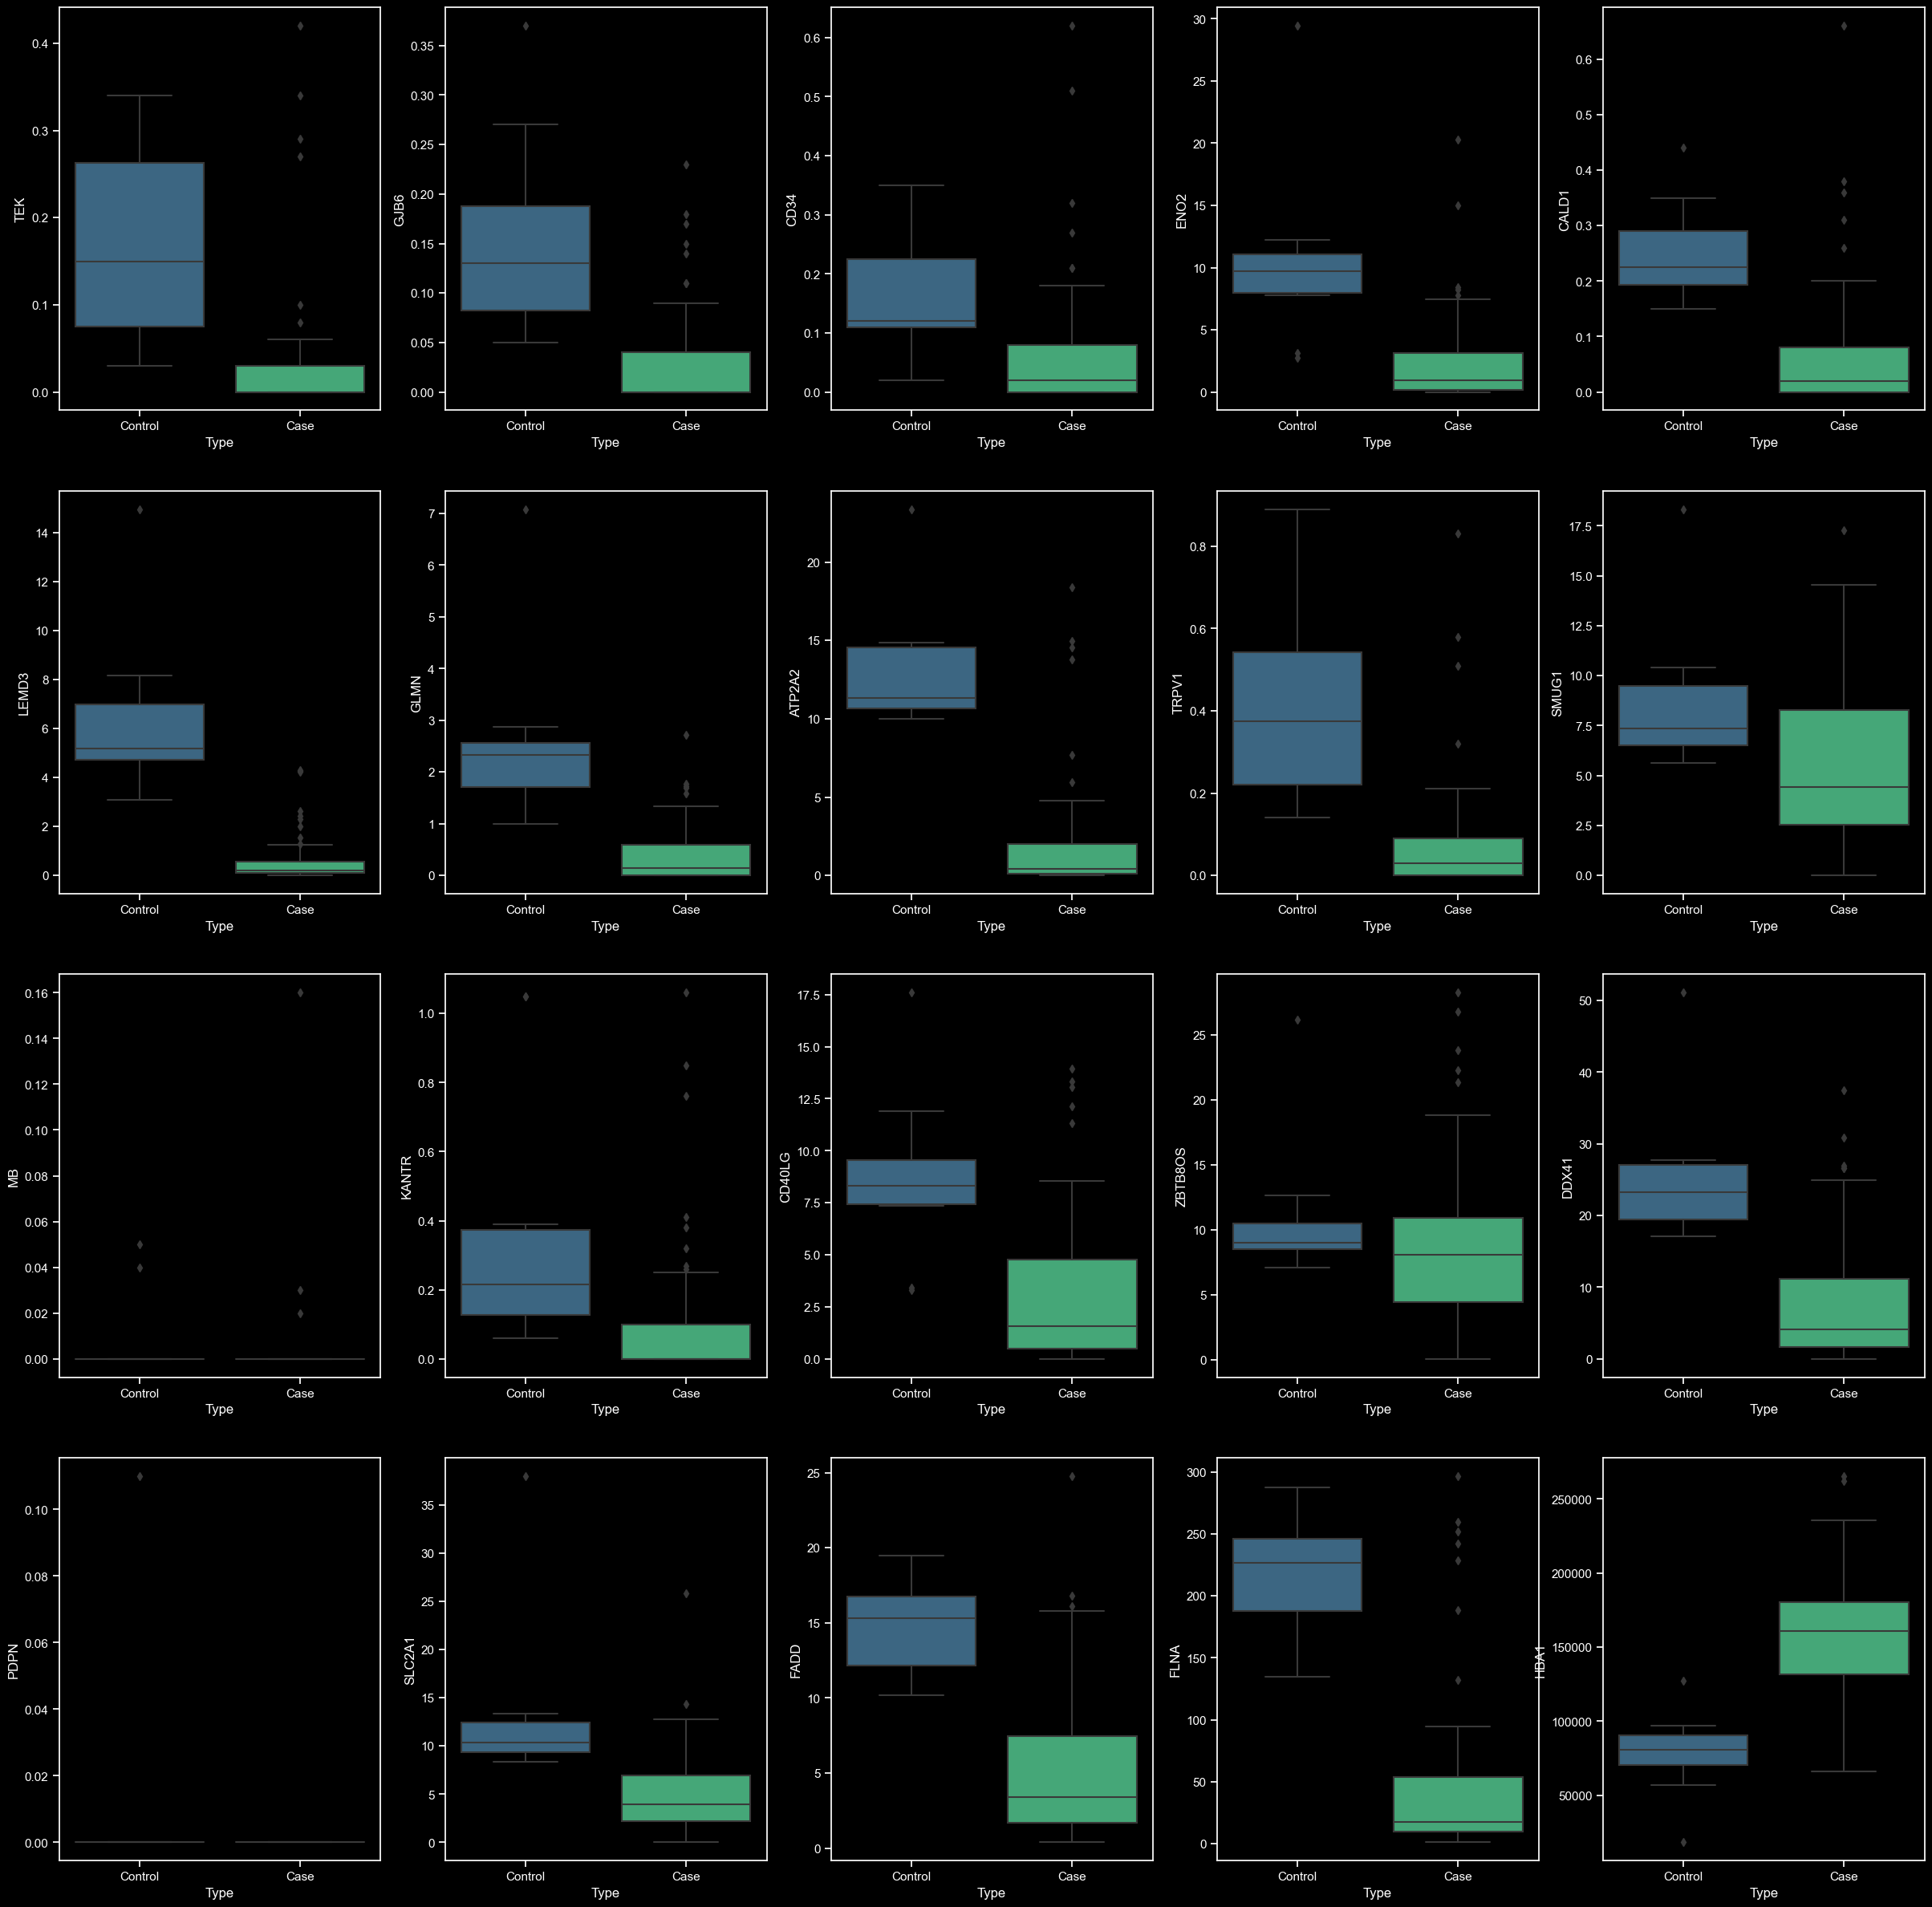 TEK
0.4
0.3
0.2
0.1
0.0
Control Case
Type
GJB6
0.35
0.30
0.25
0.20
0.15
0.10
0.05
0.00
Control Case
Type
CD34
0.6
0.5
0.4
0.3
0.2
0.1
0.0
Control Case
Type
ENO2
30
25
20
15
10
5
0
Control Case
Type
CALD1
0.6
0.5
0.4
0.3
0.2
0.1
0.0
Control Case
Type
LEMD3
14
12
10
8
6
4
2
0
Control Case
Type
GLMN
7
6
5
4
3
2
1
0
Control Case
Type
ATP2A2
20
15
10
5
0
Control Case
Type
TRPV1
0.8
0.6
0.4
0.2
0.0
Control Case
Type
SMUG1
17.5
15.0
12.5
10.0
7.5
5.0
2.5
0.0
Control Case
Type
MB
0.16
0.14
0.12
0.10
0.08
0.06
0.04
0.02
0.00
Control Case
Type
KANTR
1.0
0.8
0.6
0.4
0.2
0.0
Control Case
Type
CD40LG
17.5
15.0
12.5
10.0
7.5
5.0
2.5
0.0
Control Case
Type
ZBTB8OS
25
20
15
10
5
0
Control Case
Type
DDX41
50
40
30
20
10
0
Control Case
Type
PDPN
0.10
0.08
0.06
0.04
0.02
0.00
Control Case
Type
SLC2A1
35
30
25
20
15
10
5
0
Control Case
Type
FADD
25
20
15
10
5
0
Control Case
Type
FLNA
300
250
200
150
100
50
0
Control Case
Type
HBA1
250000
200000
150000
100000
50000
Control Case
Type